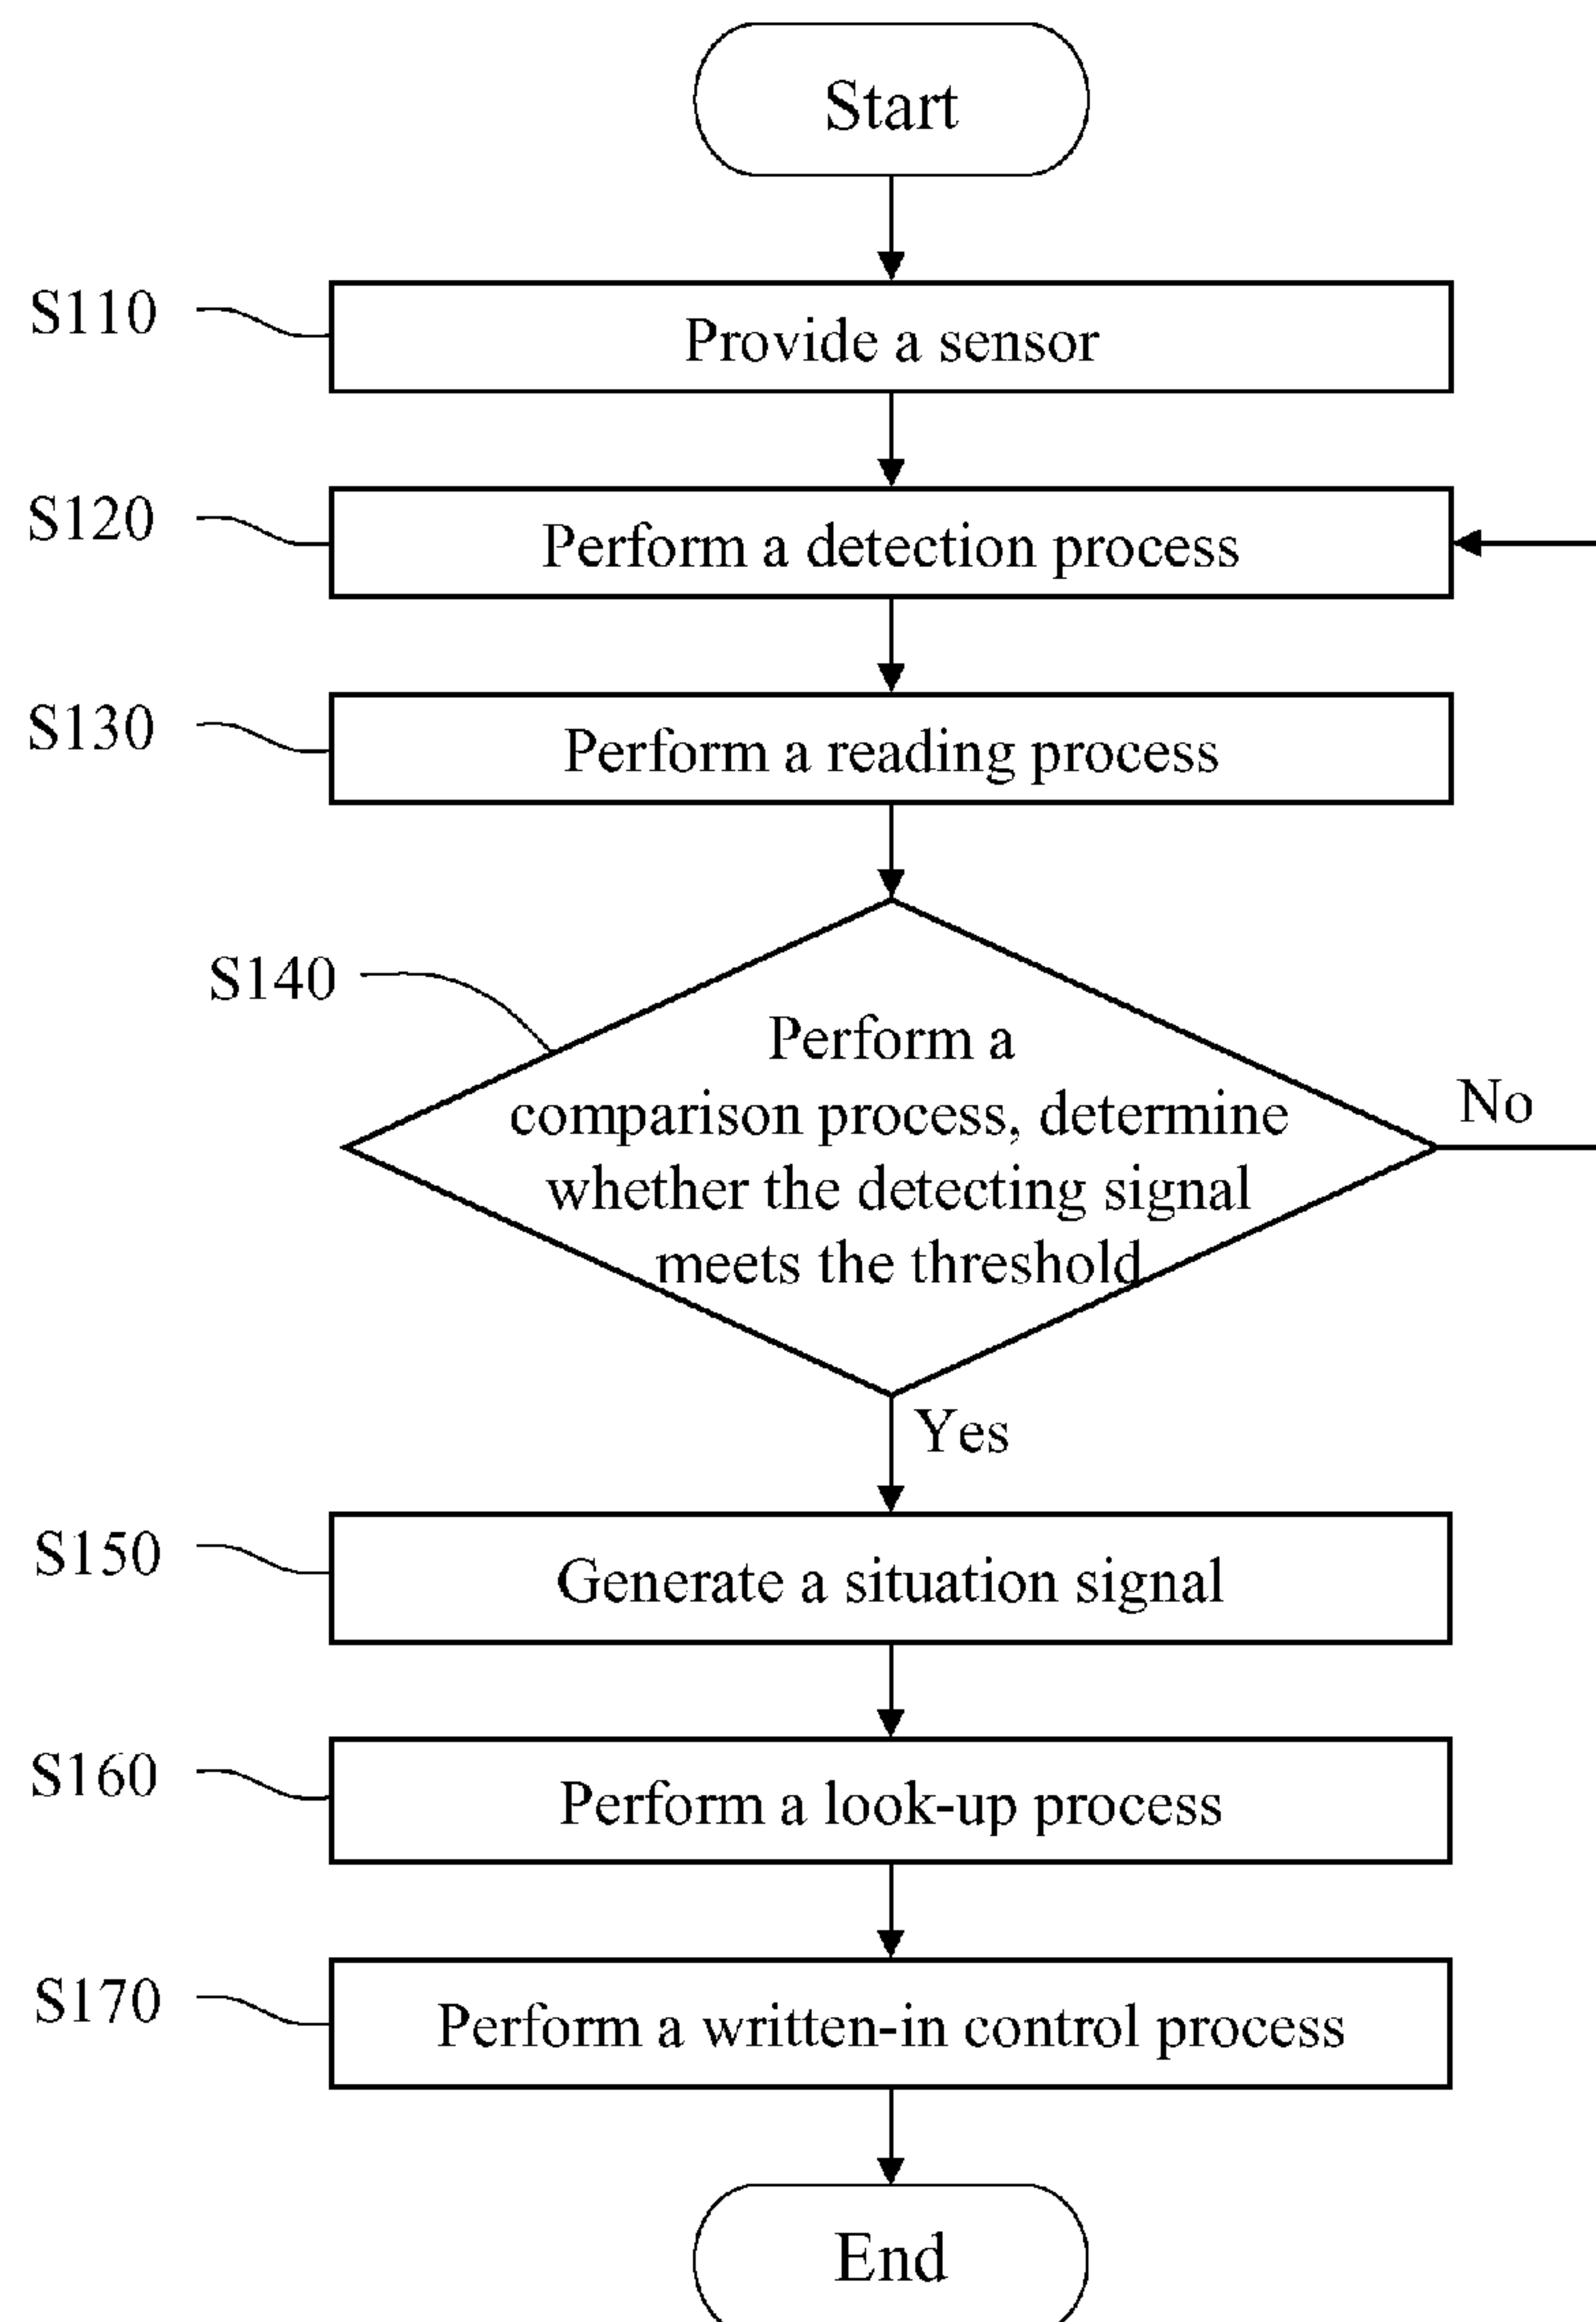 Start
S110
Provide a sensor
S120
Perform a detection process
S130
Perform a reading process
S140
Perform a
comparison process, determine
whether the detecting signal
meets the threshold
No
Yes
S150
Generate a situation signal
S160
Perform a look-up process
S170
Perform a written-in control process
End